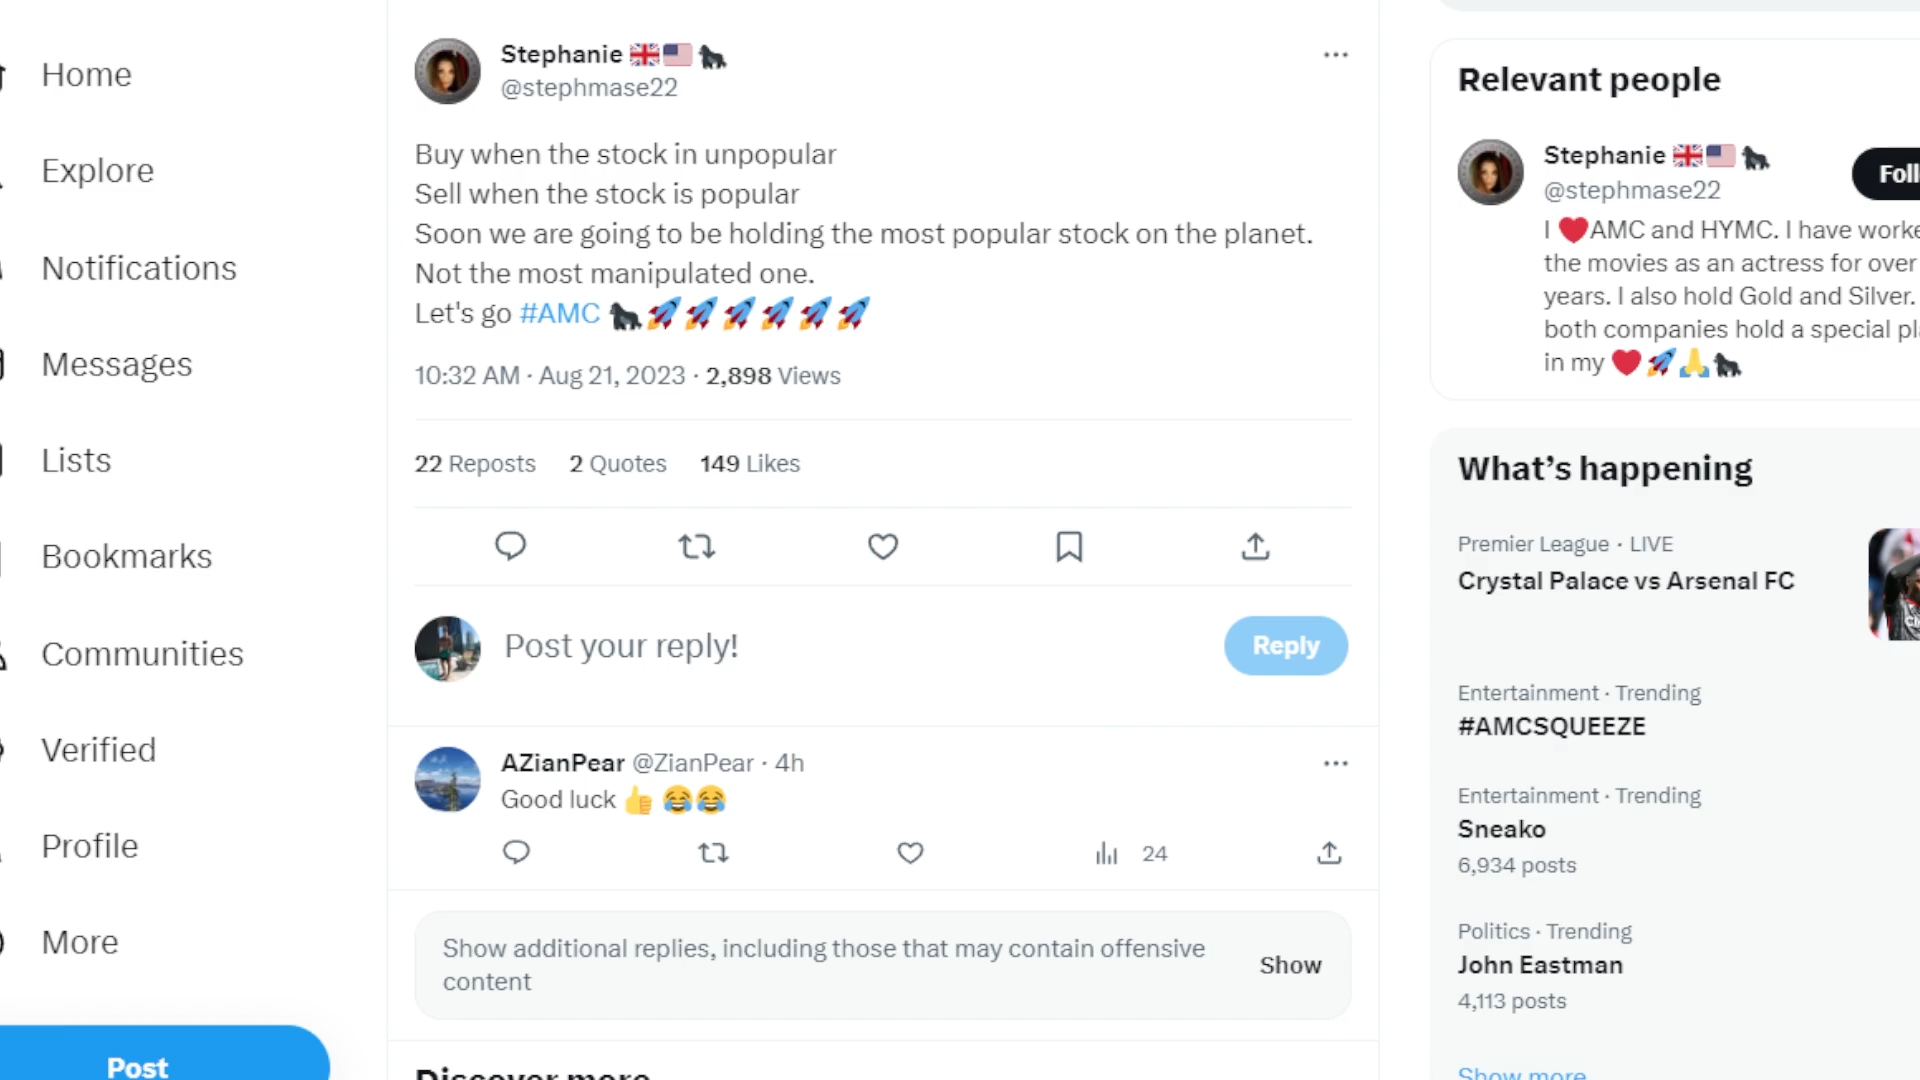 Home
Explore
Notifications
Messages
Lists
Bookmarks
Communities
Verified
Profile
More
Post
Stephanie 🇬🇧🇺🇸🦍
@stephmase22
Buy when the stock in unpopular
Sell when the stock is popular
Soon we are going to be holding the most popular stock on the planet.
Not the most manipulated one.
Let's go #AMC 🦍🚀🚀🚀🚀🚀🚀
10:32 AM · Aug 21, 2023 · 2,898 Views
22 Reposts 2 Quotes 149 Likes
Post your reply!
Reply
AZianPear @ZianPear · 4h
Good luck 👍 😂😂
24
Show additional replies, including those that may contain offensive
content
Show
Discover more
Relevant people
Stephanie 🇬🇧🇺🇸🦍
@stephmase22
I ❤️AMC and HYMC. I have
the movies as an actress for over
years. I also hold Gold and Silver.
both companies hold a special
in my ❤️🚀🙏🦍
What's happening
Premier League · LIVE
Crystal Palace vs Arsenal FC
Entertainment · Trending
#AMCSQUEEZE
Entertainment · Trending
Sneako
6,934 posts
Politics · Trending
John Eastman
4,113 posts
Show more